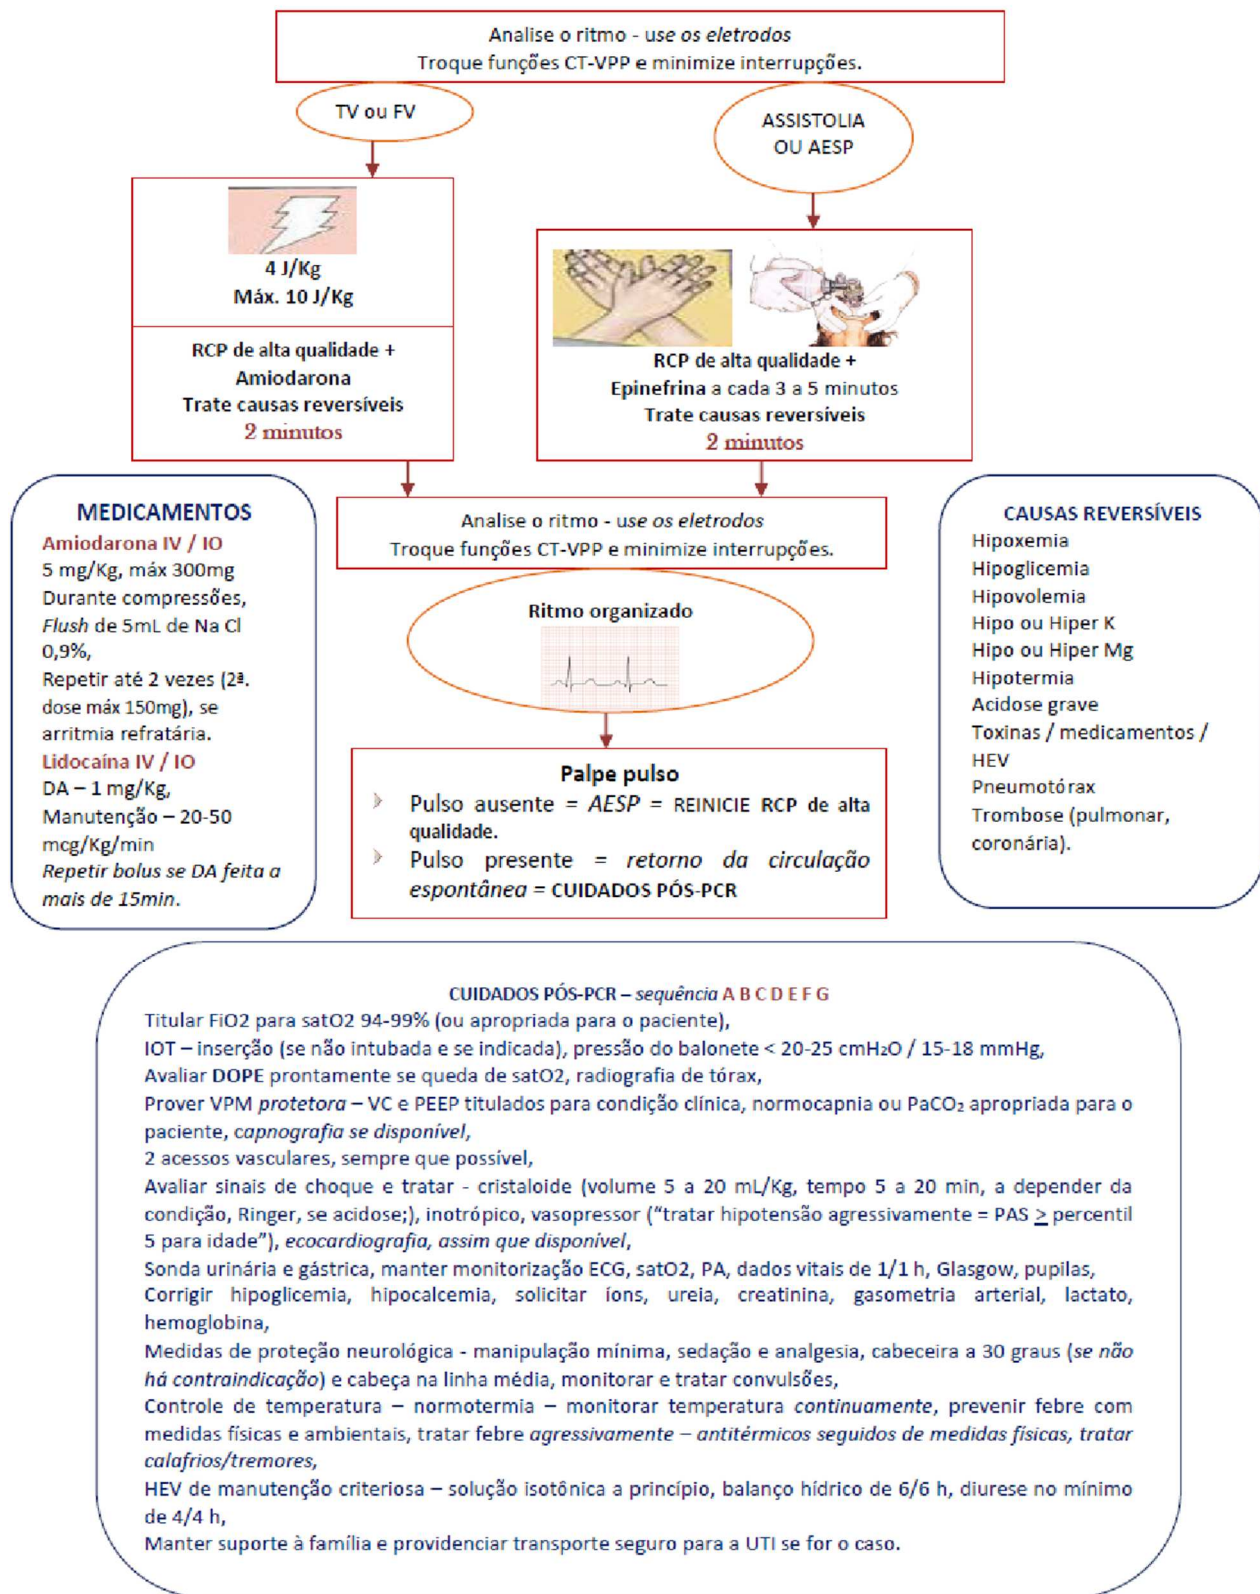 Analise o ritmo - use os eletrodos
Troque funções CT-VPP e minimize interrupções.
TV ou FV
ASSISTOLIA
OU AESP
4 J/Kg
Máx. 10 J/Kg
RCP de alta qualidade +
Amiodarona
Trate causas reversíveis
2 minutos
RCP de alta qualidade +
Epinefrina a cada 3 a 5 minutos
Trate causas reversíveis
2 minutos
MEDICAMENTOS
Amiodarona IV / IO
5 mg/Kg, máx 300mg
Durante compressões,
Flush de 5mL de Na Cl
0,9%,
Repetir até 2 vezes (2ª.
dose máx 150mg), se
arritmia refratária.
Lidocaína IV / IO
DA – 1 mg/Kg,
Manutenção – 20-50
mcg/Kg/min
Repetir bolus se DA feita a
mais de 15min.
Analise o ritmo - use os eletrodos
Troque funções CT-VPP e minimize interrupções.
Ritmo organizado
Palpe pulso
Pulso ausente = AESP = REINICIE RCP de alta
qualidade.
Pulso presente = retorno da circulação
espontânea = CUIDADOS PÓS-PCR
CAUSAS REVERSÍVEIS
Hipoxemia
Hipoglicemia
Hipovolemia
Hipo ou Hiper K
Hipo ou Hiper Mg
Hipotermia
Acidose grave
Toxinas / medicamentos /
HEV
Pneumotórax
Trombose (pulmonar,
coronária).
CUIDADOS PÓS-PCR – sequência A B C D E F G
Titular FiO2 para satO2 94-99% (ou apropriada para o paciente),
IOT – inserção (se não intubada e se indicada), pressão do balonete < 20-25 cmH₂O / 15-18 mmHg,
Avaliar DOPE prontamente se queda de satO2, radiografia de tórax,
Prover VPM protetora – VC e PEEP titulados para condição clínica, normocapnia ou PaCO₂ apropriada para o
paciente, capnografia se disponível,
2 acessos vasculares, sempre que possível,
Avaliar sinais de choque e tratar - cristaloide (volume 5 a 20 mL/Kg, tempo 5 a 20 min, a depender da
condição, Ringer, se acidose;), inotrópico, vasopressor (“tratar hipotensão agressivamente = PAS ≥ percentil
5 para idade”), ecocardiografia, assim que disponível,
Sonda urinária e gástrica, manter monitorização ECG, satO2, PA, dados vitais de 1/1 h, Glasgow, pupilas,
Corrigir hipoglicemia, hipocalcemia, solicitar íons, ureia, creatinina, gasometria arterial, lactato,
hemoglobina,
Medidas de proteção neurológica - manipulação mínima, sedação e analgesia, cabeceira a 30 graus (se não
há contraindicação) e cabeça na linha média, monitorar e tratar convulsões,
Controle de temperatura – normotermia – monitorar temperatura continuamente, prevenir febre com
medidas físicas e ambientais, tratar febre agressivamente – antitérmicos seguidos de medidas físicas, tratar
calafrios/tremores,
HEV de manutenção criteriosa – solução isotônica a princípio, balanço hídrico de 6/6 h, diurese no mínimo
de 4/4 h,
Manter suporte à família e providenciar transporte seguro para a UTI se for o caso.